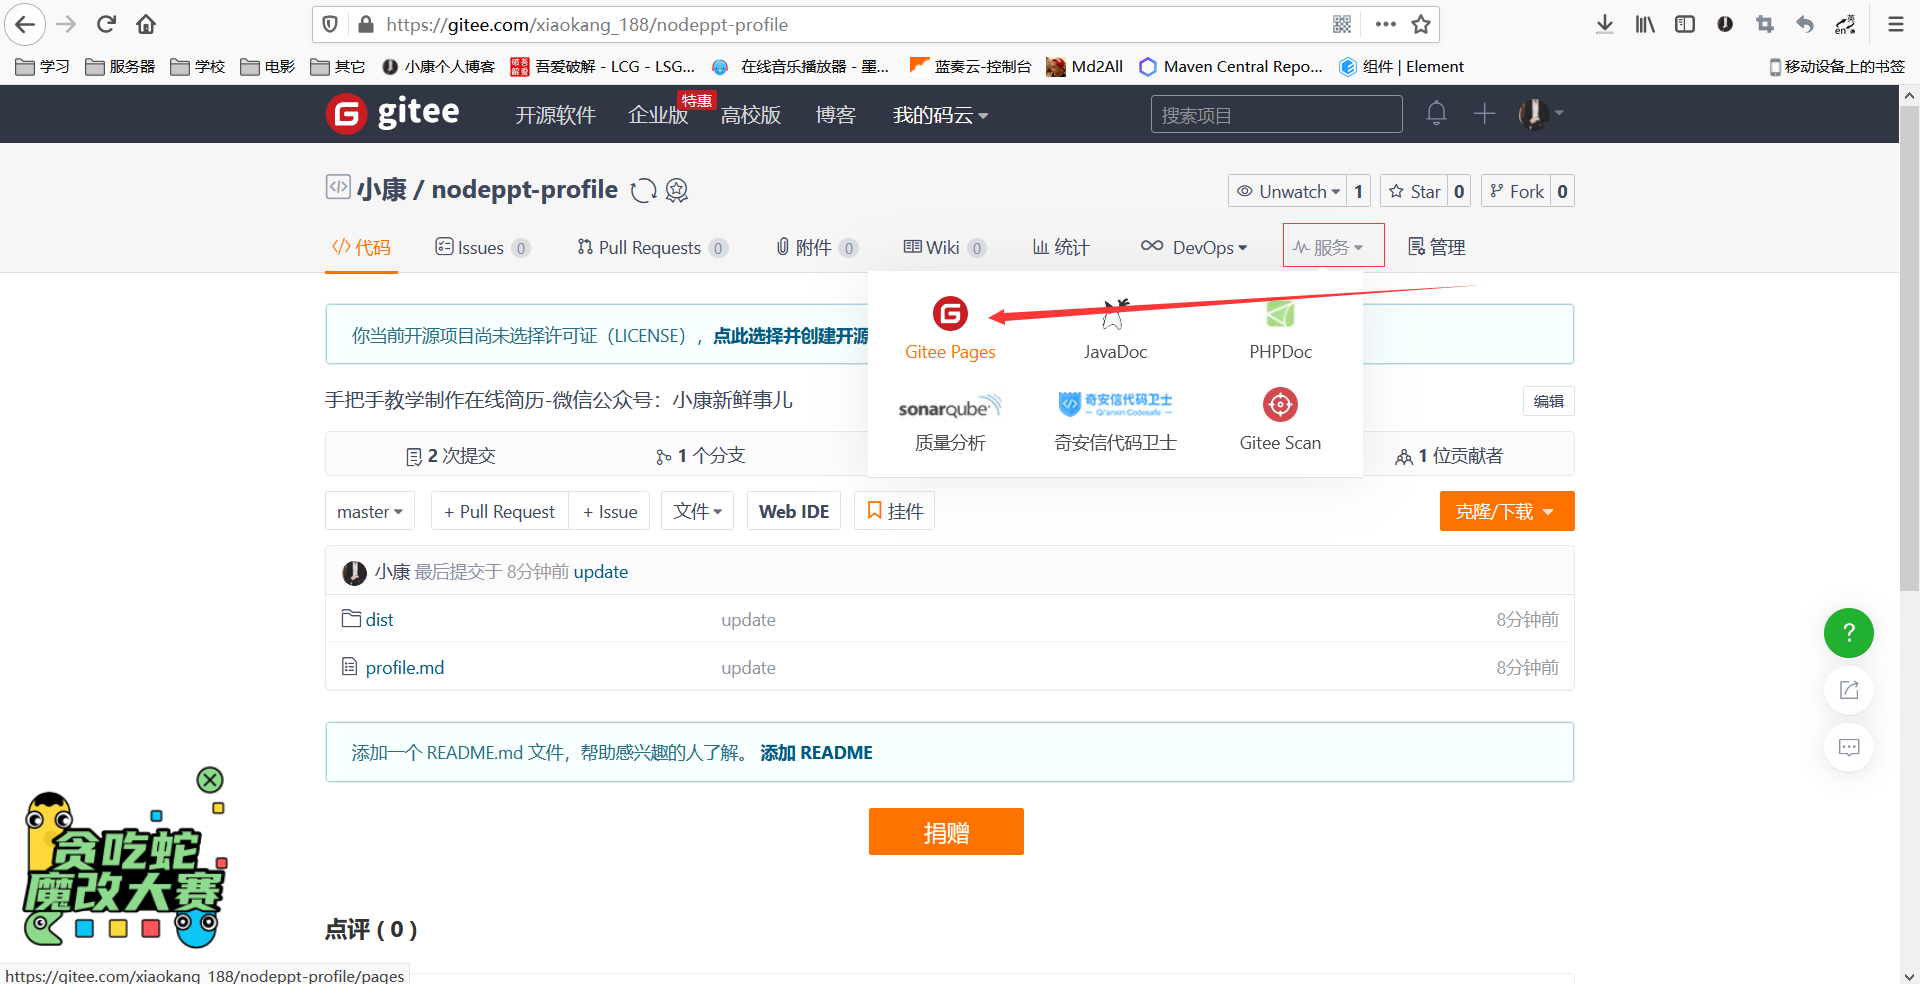 https://gitee.com/xiaokang_188/nodeppt-profile
学习 服务器 学校 电影 其它 小康个人博客 吾爱破解 - LCG - LSG... 在线音乐播放器 - 墨... 蓝奏云-控制台 Md2All Maven Central Repo... 组件 | Element 移动设备上的书签
gitee 开源软件 企业版 特惠 高校版 博客 我的码云 搜索项目
小康 / nodeppt-profile Unwatch 1 Star 0 Fork 0
代码 Issues 0 Pull Requests 0 附件 0 Wiki 0 统计 DevOps 服务 管理
Gitee Pages JavaDoc PHPDoc
你当前开源项目尚未选择许可证（LICENSE），点此选择并创建开源
手把手教学制作在线简历-微信公众号：小康新鲜事儿 编辑
sonarqube 奇安信代码卫士 Qi'anxin Codesafe
质量分析 奇安信代码卫士 Gitee Scan
2 次提交 1 个分支 1 位贡献者
master + Pull Request + Issue 文件 Web IDE 挂件 克隆/下载
小康 最后提交于 8分钟前 update
dist update 8分钟前
profile.md update 8分钟前
添加一个 README.md 文件，帮助感兴趣的人了解。 添加 README
捐赠
贪吃蛇
魔改大赛
点评 ( 0 )
https://gitee.com/xiaokang_188/nodeppt-profile/pages